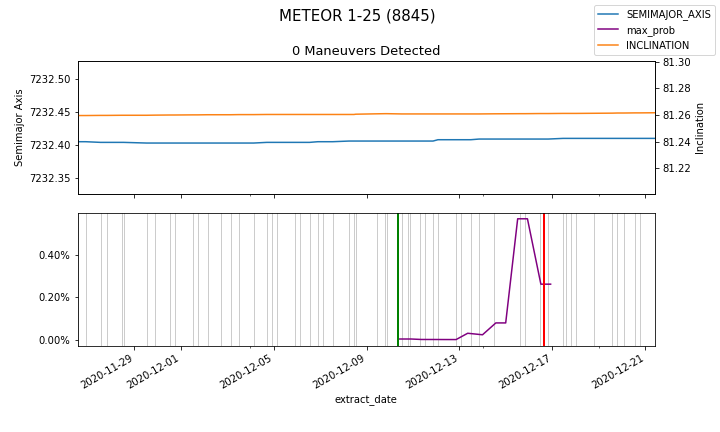 METEOR 1-25 (8845)
SEMIMAJOR_AXIS
max_prob
INCLINATION
0 Maneuvers Detected
Semimajor Axis
7232.50
7232.45
7232.40
7232.35
81.30
81.28
81.26
81.24
81.22
Inclination
0.40%
0.20%
0.00%
2020-11-29
2020-12-01
2020-12-05
2020-12-09
2020-12-13
2020-12-17
2020-12-21
extract_date